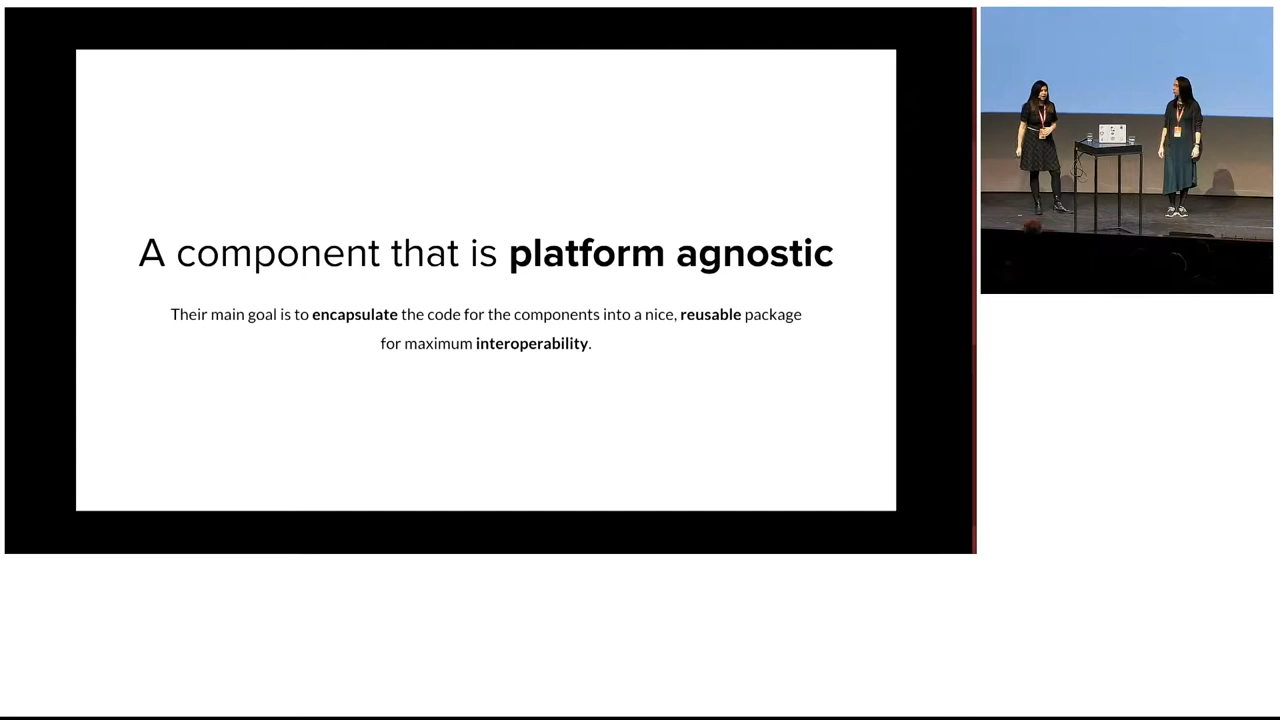 A component that is platform agnostic
Their main goal is to encapsulate the code for the components into a nice, reusable package
for maximum interoperability.